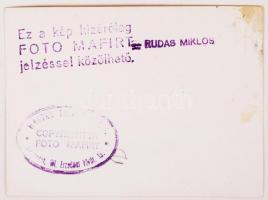 Ez a kép kizárólag
FOTO MAFIRT= RUDAS MIKLÓS
jelzéssel közölhető.
COPYRIGHT
FOTO MAFIRT